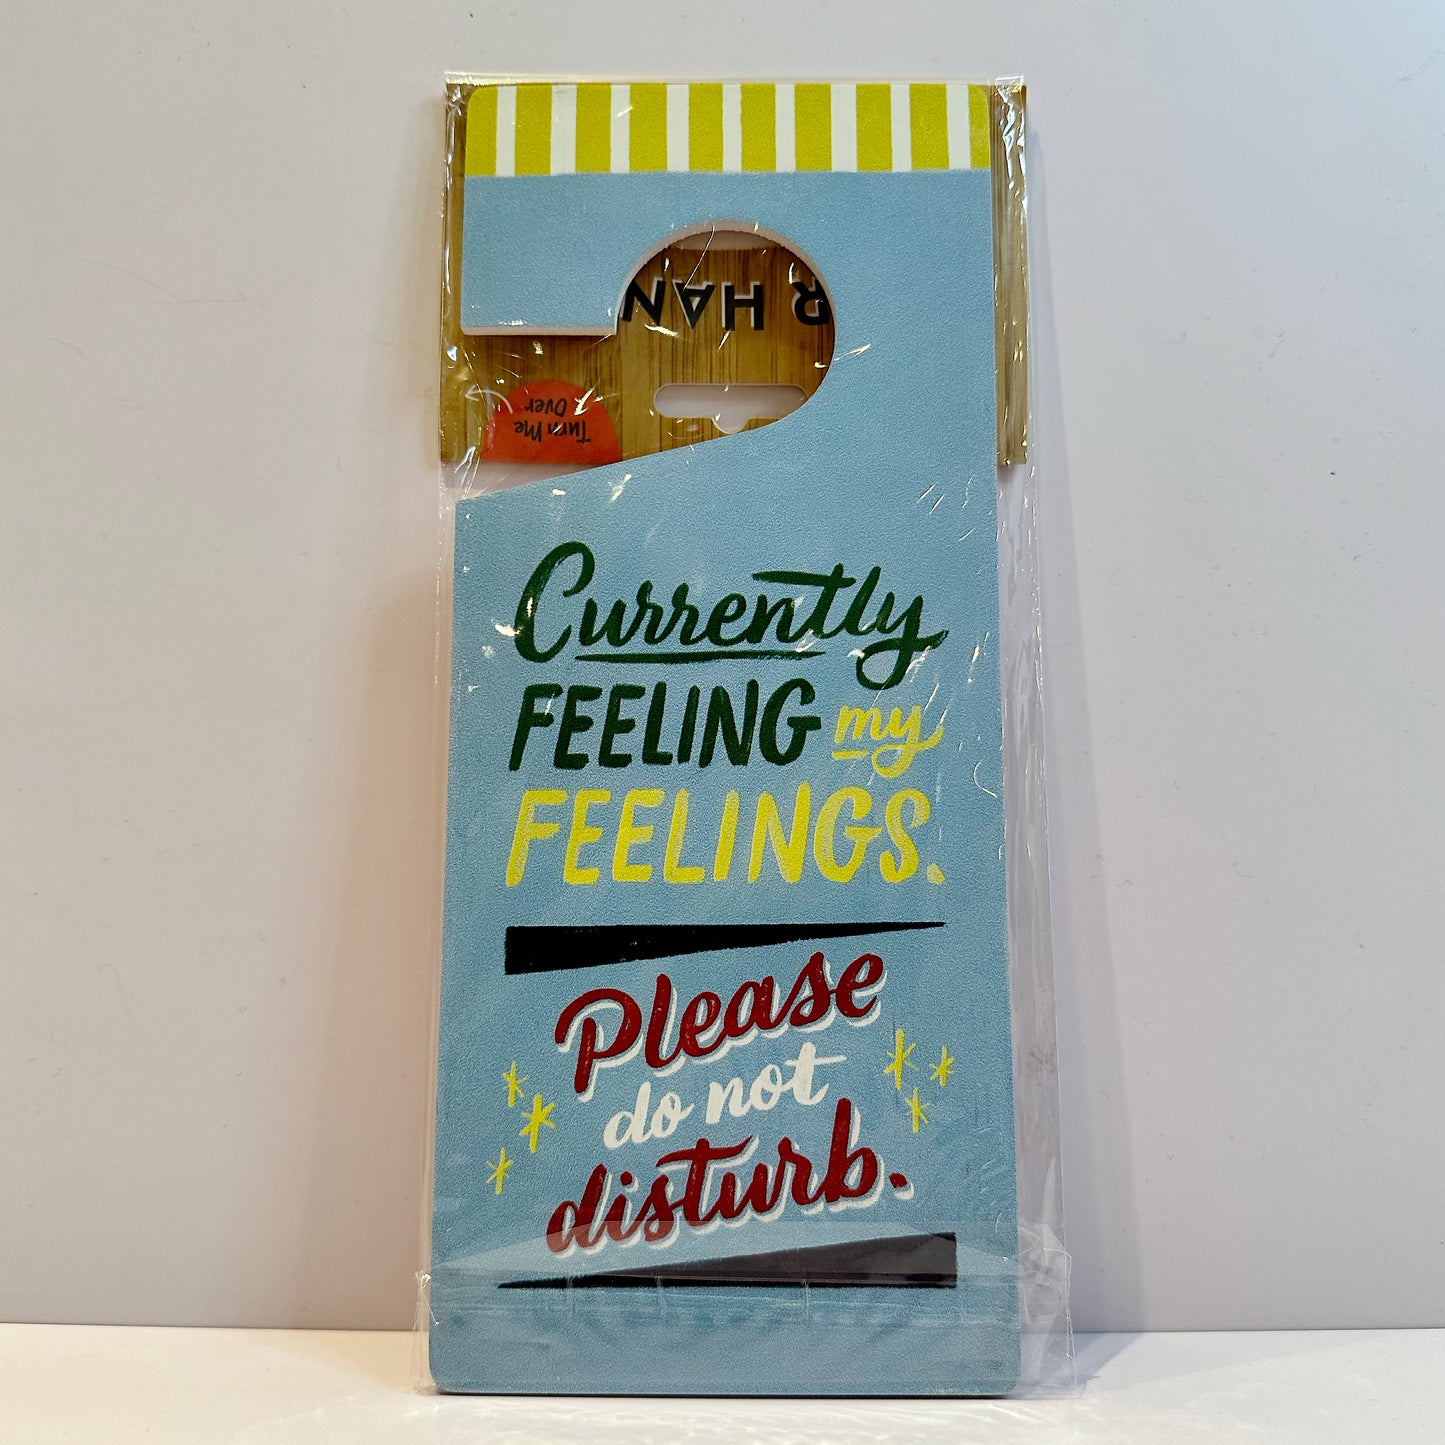 R HAN
Turn Me
Over
Currently
FEELING my
FEELINGS.
Please
do not
disturb.